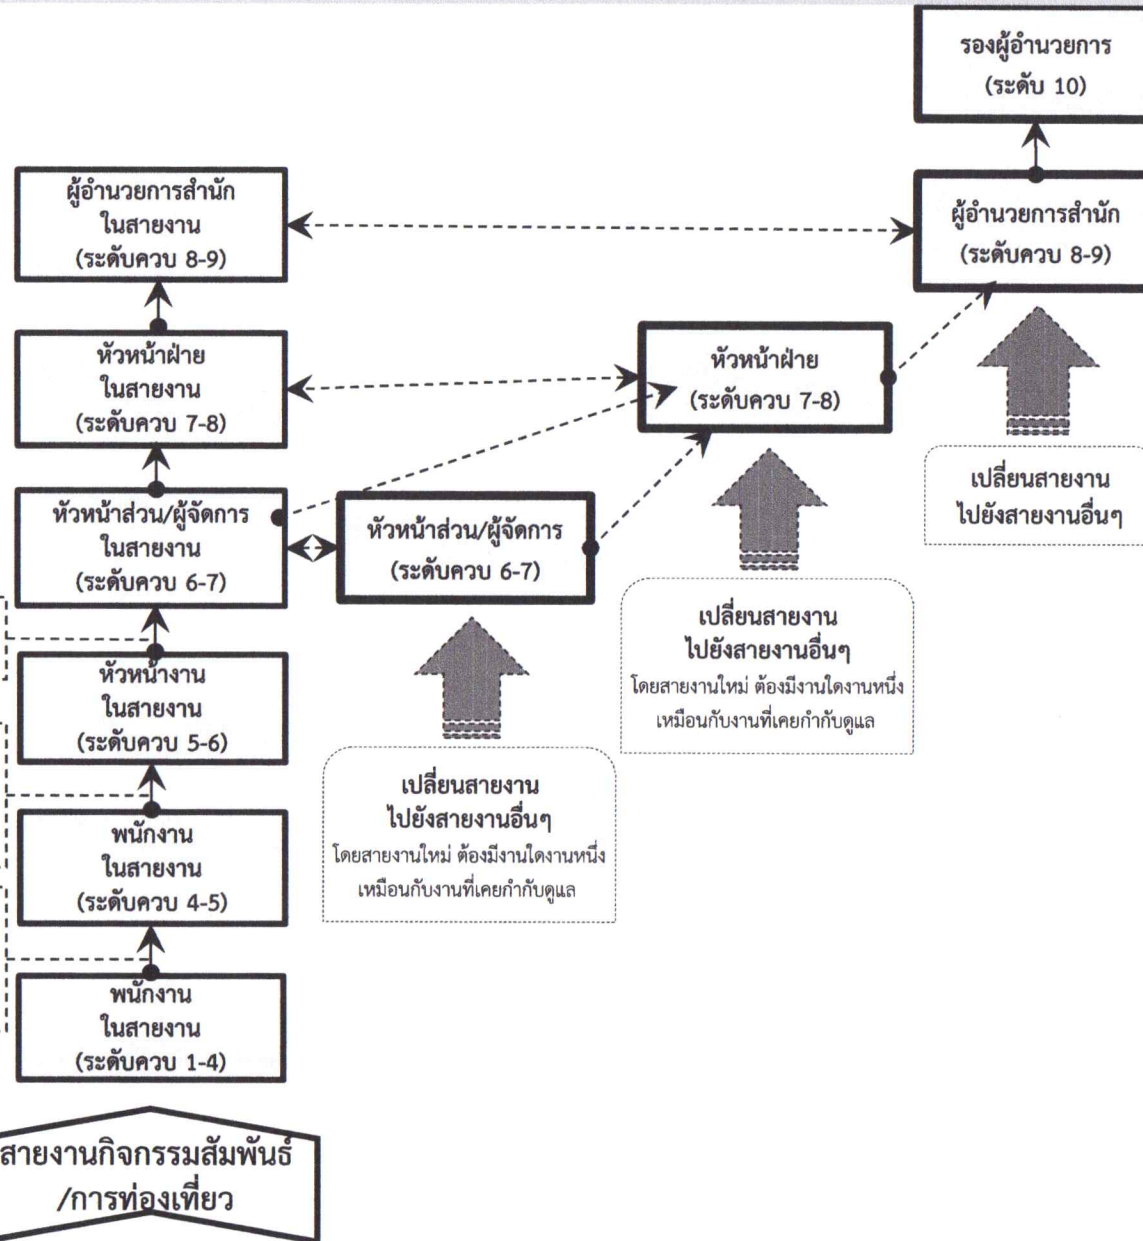 รองผู้อำนวยการ
(ระดับ 10)
ผู้อำนวยการสำนัก
ในสายงาน
(ระดับควบ 8-9)
ผู้อำนวยการสำนัก
(ระดับควบ 8-9)
หัวหน้าฝ่าย
ในสายงาน
(ระดับควบ 7-8)
หัวหน้าฝ่าย
(ระดับควบ 7-8)
เปลี่ยนสายงาน
ไปยังสายงานอื่นๆ
หัวหน้าส่วน/ผู้จัดการ
ในสายงาน
(ระดับควบ 6-7)
หัวหน้าส่วน/ผู้จัดการ
(ระดับควบ 6-7)
เปลี่ยนสายงาน
ไปยังสายงานอื่นๆ
โดยสายงานใหม่ ต้องมีงานใดงานหนึ่ง
เหมือนกับงานที่เคยกำกับดูแล
หัวหน้างาน
ในสายงาน
(ระดับควบ 5-6)
เปลี่ยนสายงาน
ไปยังสายงานอื่นๆ
โดยสายงานใหม่ ต้องมีงานใดงานหนึ่ง
เหมือนกับงานที่เคยกำกับดูแล
พนักงาน
ในสายงาน
(ระดับควบ 4-5)
พนักงาน
ในสายงาน
(ระดับควบ 1-4)
สายงานกิจกรรมสัมพันธ์
/การท่องเที่ยว